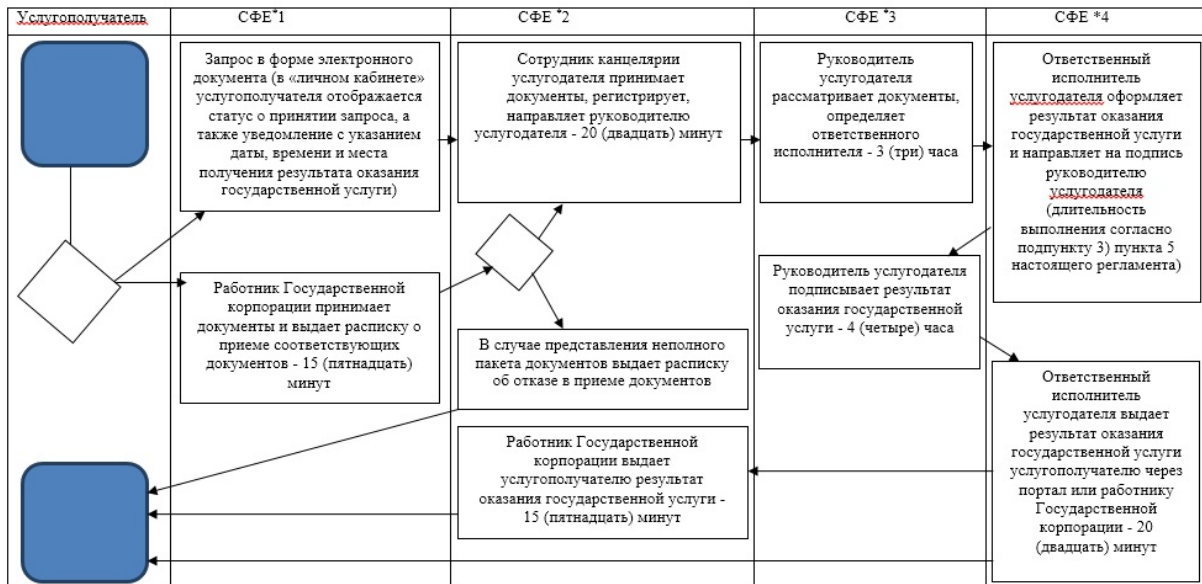 Услугополучатель
СФЕ*1
СФЕ *2
СФЕ *3
СФЕ *4
Запрос в форме электронного
документа (в «личном кабинете»
услугополучателя отображается
статус о принятии запроса, а
также уведомление с указанием
даты, времени и места
получения результата оказания
государственной услуги)
Сотрудник канцелярии
услугодателя принимает
документы, регистрирует,
направляет руководителю
услугодателя - 20 (двадцать) минут
Руководитель
услугодателя
рассматривает документы,
определяет
ответственного
исполнителя - 3 (три) часа
Ответственный
исполнитель
услугодателя оформляет
результат оказания
государственной услуги
и направляет на подпись
руководителю
услугодателя
(длительность
выполнения согласно
подпункту 3) пункта 5
настоящего регламента)
Работник Государственной
корпорации принимает
документы и выдает расписку о
приеме соответствующих
документов - 15 (пятнадцать)
минут
Руководитель услугодателя
подписывает результат
оказания государственной
услуги - 4 (четыре) часа
В случае представления неполного
пакета документов выдает расписку
об отказе в приеме документов
Ответственный
исполнитель
услугодателя выдает
результат оказания
государственной услуги
услугополучателю через
портал или работнику
Государственной
корпорации - 20
(двадцать) минут
Работник Государственной
корпорации выдает
услугополучателю результат
оказания государственной услуги -
15 (пятнадцать) минут